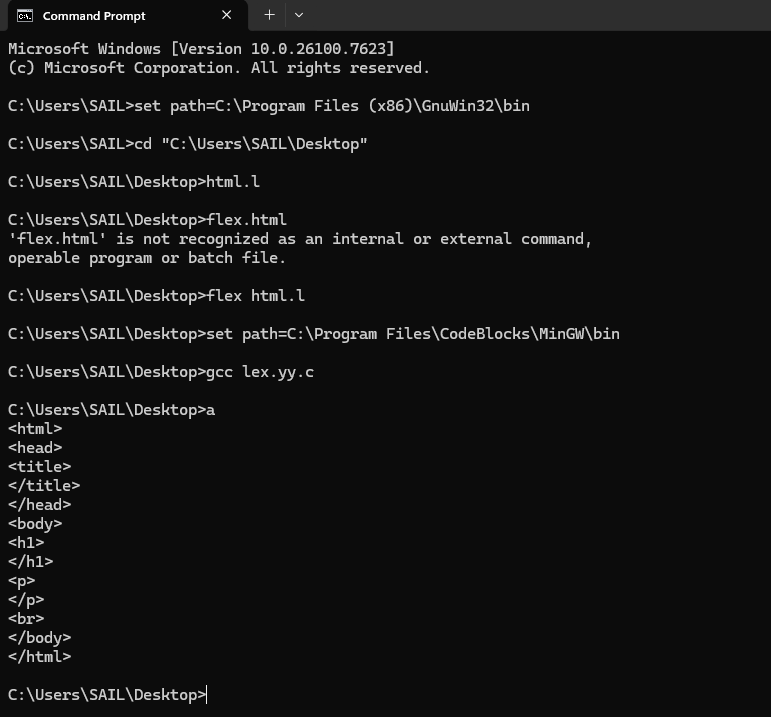 Command Prompt
Microsoft Windows [Version 10.0.26100.7623]
(c) Microsoft Corporation. All rights reserved.
C:\Users\SAIL>set path=C:\Program Files (x86)\GnuWin32\bin
C:\Users\SAIL>cd "C:\Users\SAIL\Desktop"
C:\Users\SAIL\Desktop>html.l
C:\Users\SAIL\Desktop>flex.html
'flex.html' is not recognized as an internal or external command,
operable program or batch file.
C:\Users\SAIL\Desktop>flex html.l
C:\Users\SAIL\Desktop>set path=C:\Program Files\CodeBlocks\MinGW\bin
C:\Users\SAIL\Desktop>gcc lex.yy.c
C:\Users\SAIL\Desktop>a
<html>
<head>
<title>
</title>
</head>
<body>
<h1>
</h1>
<p>
</p>
<br>
</body>
</html>
C:\Users\SAIL\Desktop>